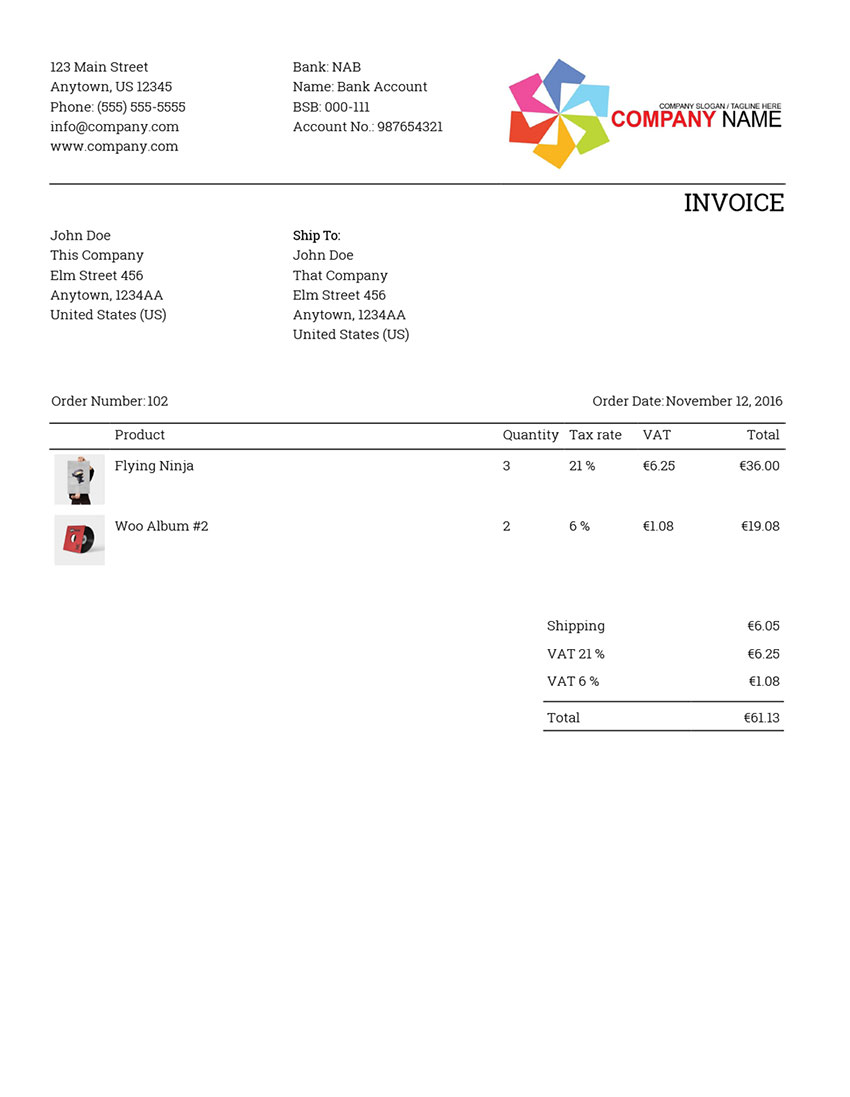 123 Main Street
Anytown, US 12345
Phone: (555) 555-5555
info@company.com
www.company.com
Bank: NAB
Name: Bank Account
BSB: 000-111
Account No.: 987654321
COMPANY SLOGAN / TAGLINE HERE
COMPANY NAME
INVOICE
John Doe
This Company
Elm Street 456
Anytown, 1234AA
United States (US)
Ship To:
John Doe
That Company
Elm Street 456
Anytown, 1234AA
United States (US)
Order Number: 102 Order Date: November 12, 2016
Product Quantity Tax rate VAT Total
Flying Ninja 3 21 % €6.25 €36.00
Woo Album #2 2 6 % €1.08 €19.08
Shipping €6.05
VAT 21 % €6.25
VAT 6 % €1.08
Total €61.13